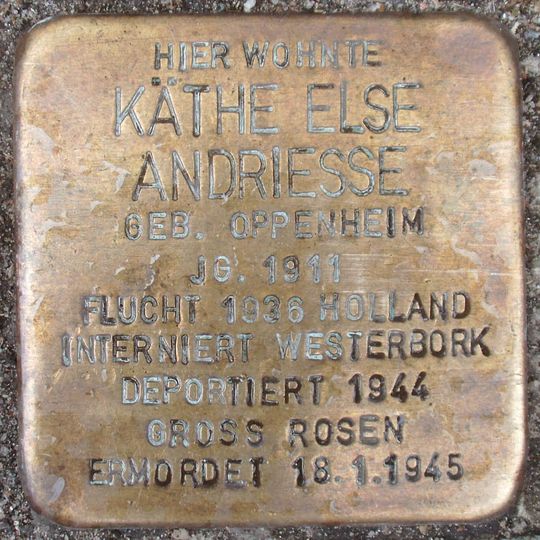 HIER WOHNTE
KÄTHE ELSE
ANDRIESSE
GEB. OPPENHEIM
JG. 1911
FLUCHT 1936 HOLLAND
INTERNIERT WESTERBORK
DEPORTIERT 1944
GROSS ROSEN
ERMORDET 18.1.1945